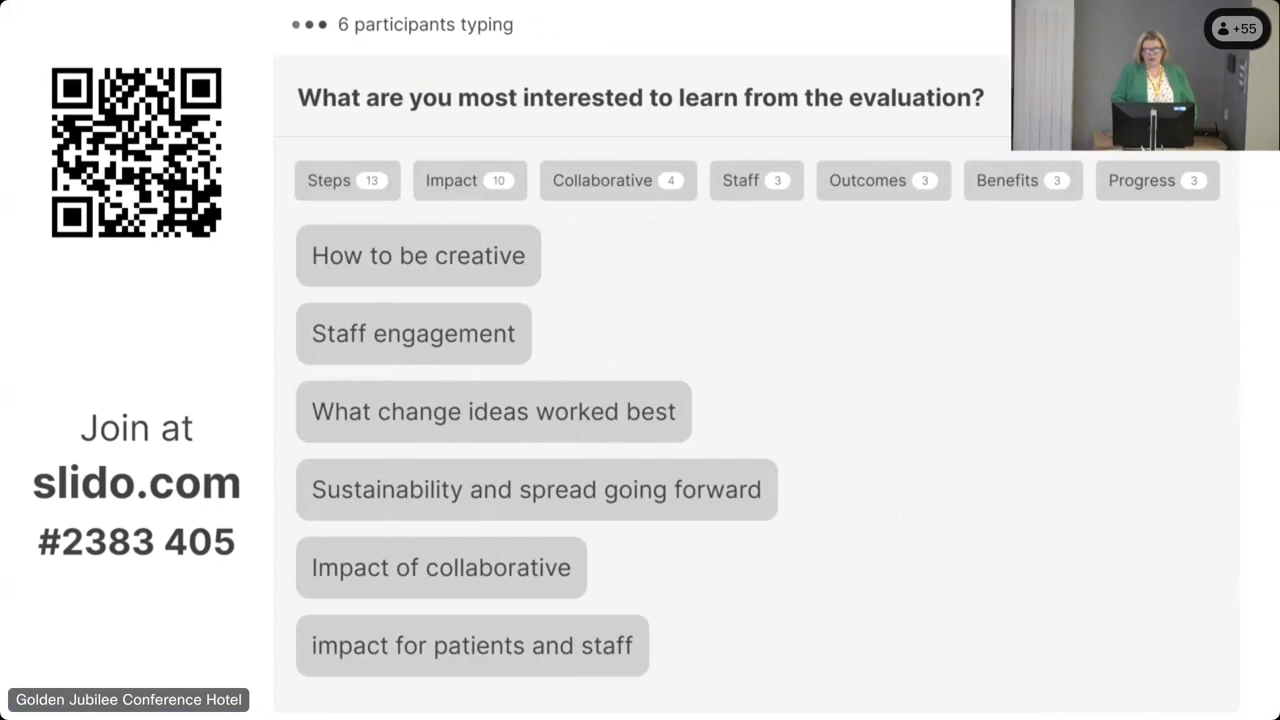 6 participants typing
+55
What are you most interested to learn from the evaluation?
Steps 13 Impact 10 Collaborative 4 Staff 3 Outcomes 3 Benefits 3 Progress 3
How to be creative
Staff engagement
What change ideas worked best
Sustainability and spread going forward
Impact of collaborative
impact for patients and staff
Join at
slido.com
#2383 405
Golden Jubilee Conference Hotel